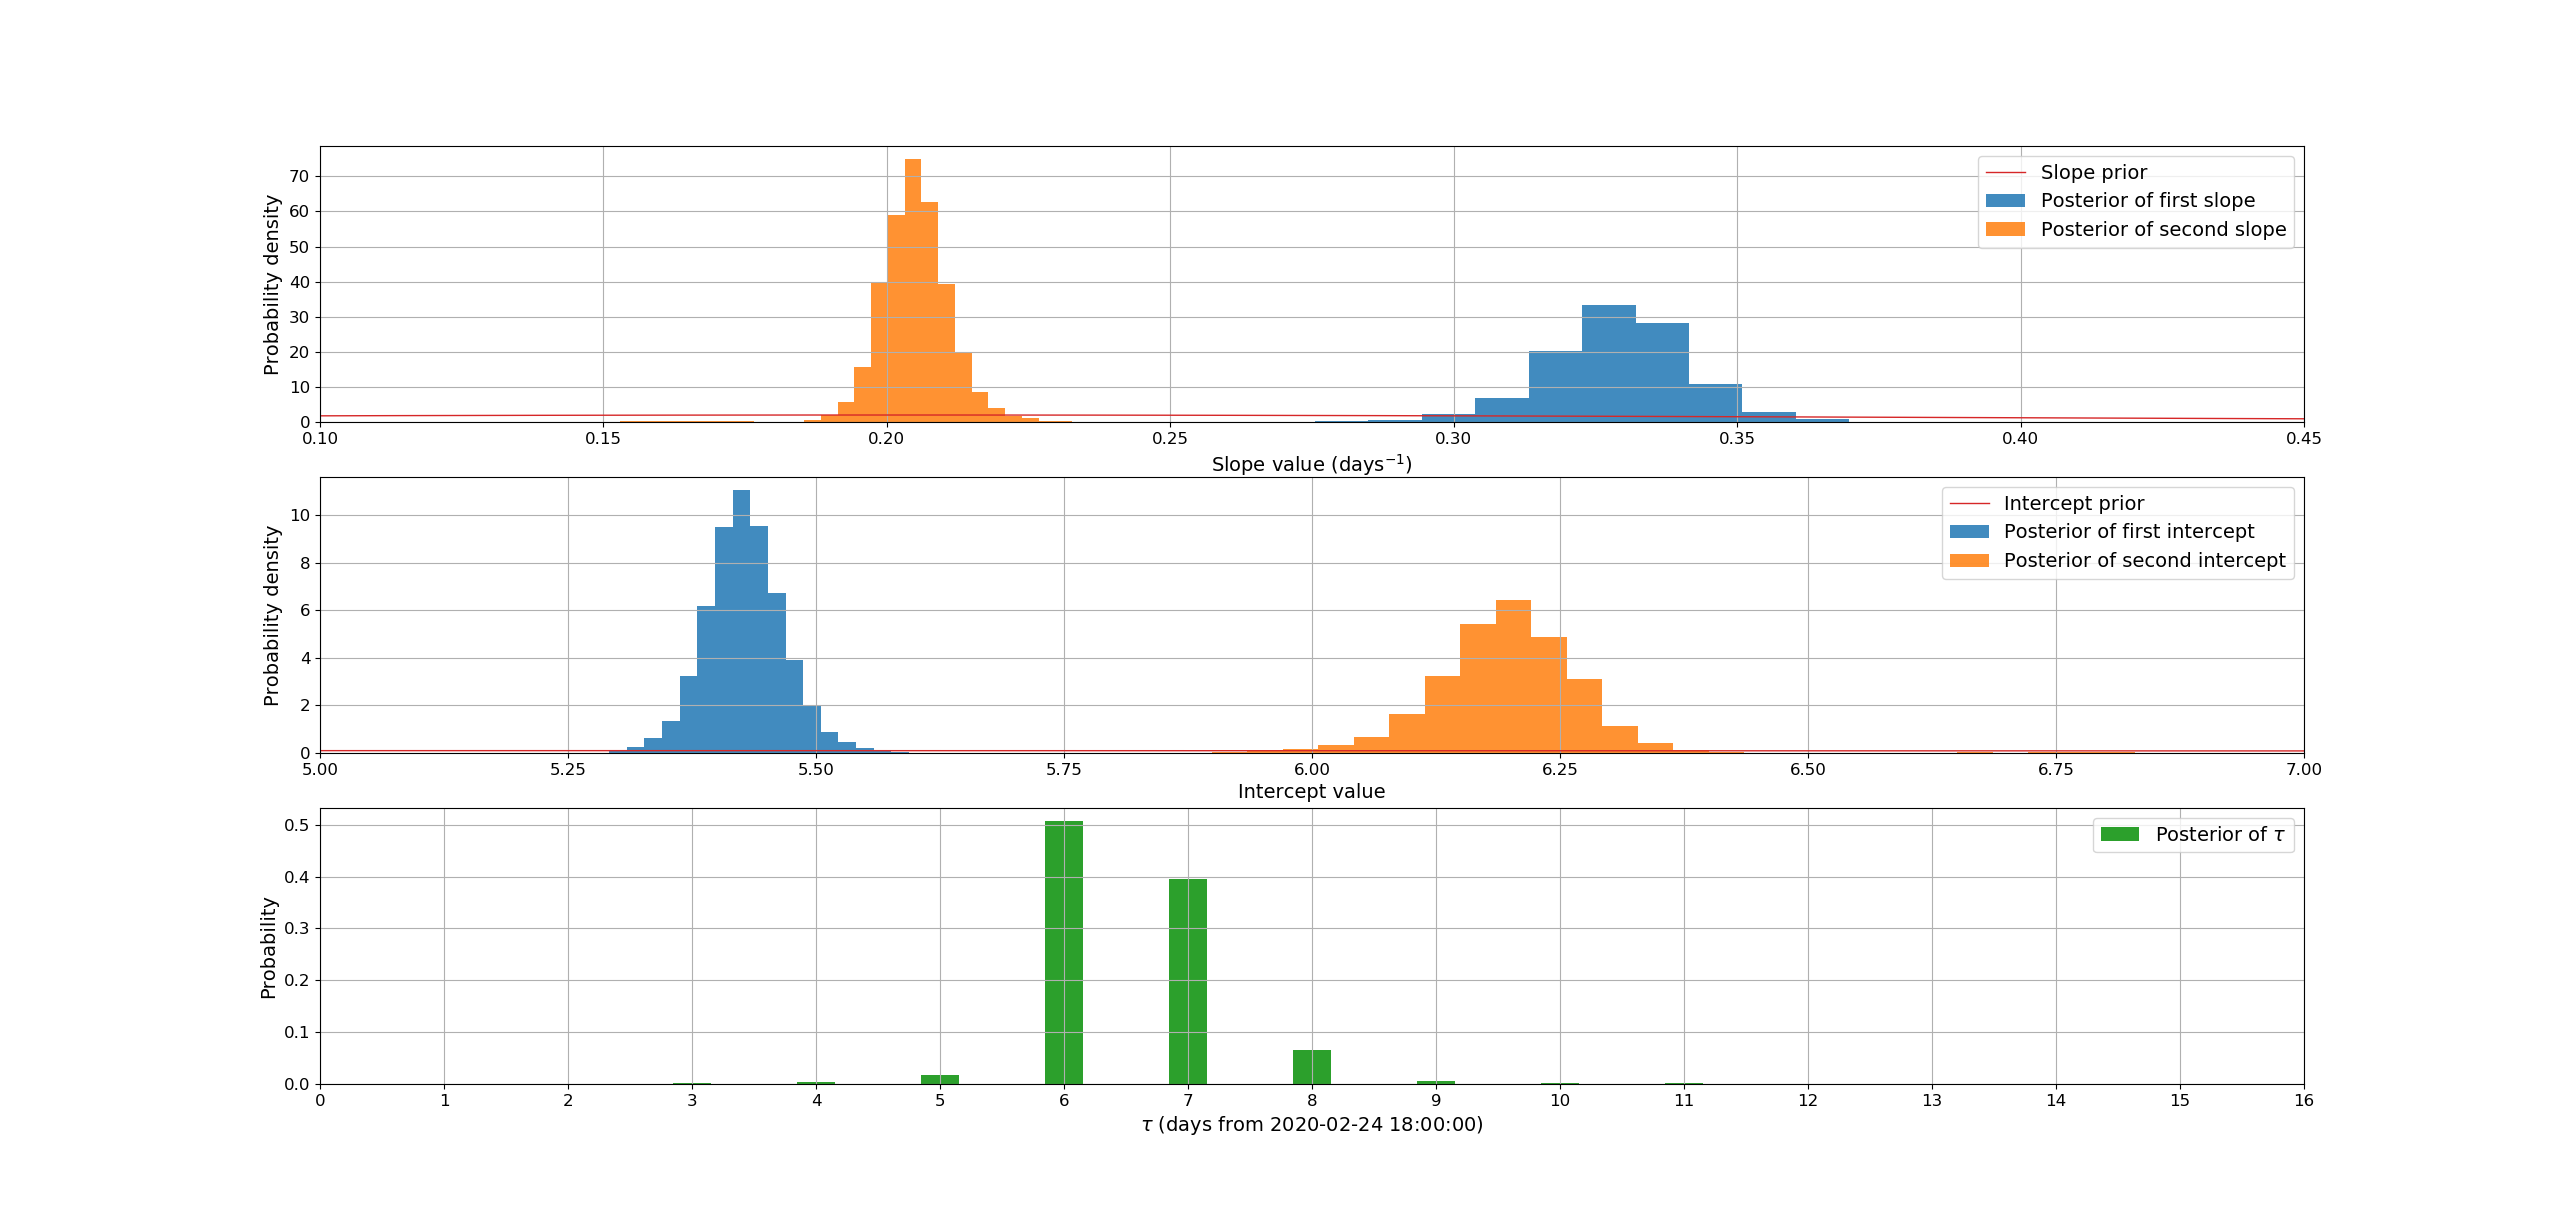 70
60
50
40
30
20
10
0
Probability density
Slope prior
Posterior of first slope
Posterior of second slope
0.10 0.15 0.20 0.25 0.30 0.35 0.40 0.45
Slope value (days⁻¹)
10
8
6
4
2
0
Probability density
Intercept prior
Posterior of first intercept
Posterior of second intercept
5.00 5.25 5.50 5.75 6.00 6.25 6.50 6.75 7.00
Intercept value
0.5
0.4
0.3
0.2
0.1
0.0
Probability
Posterior of τ
0 1 2 3 4 5 6 7 8 9 10 11 12 13 14 15 16
τ (days from 2020-02-24 18:00:00)